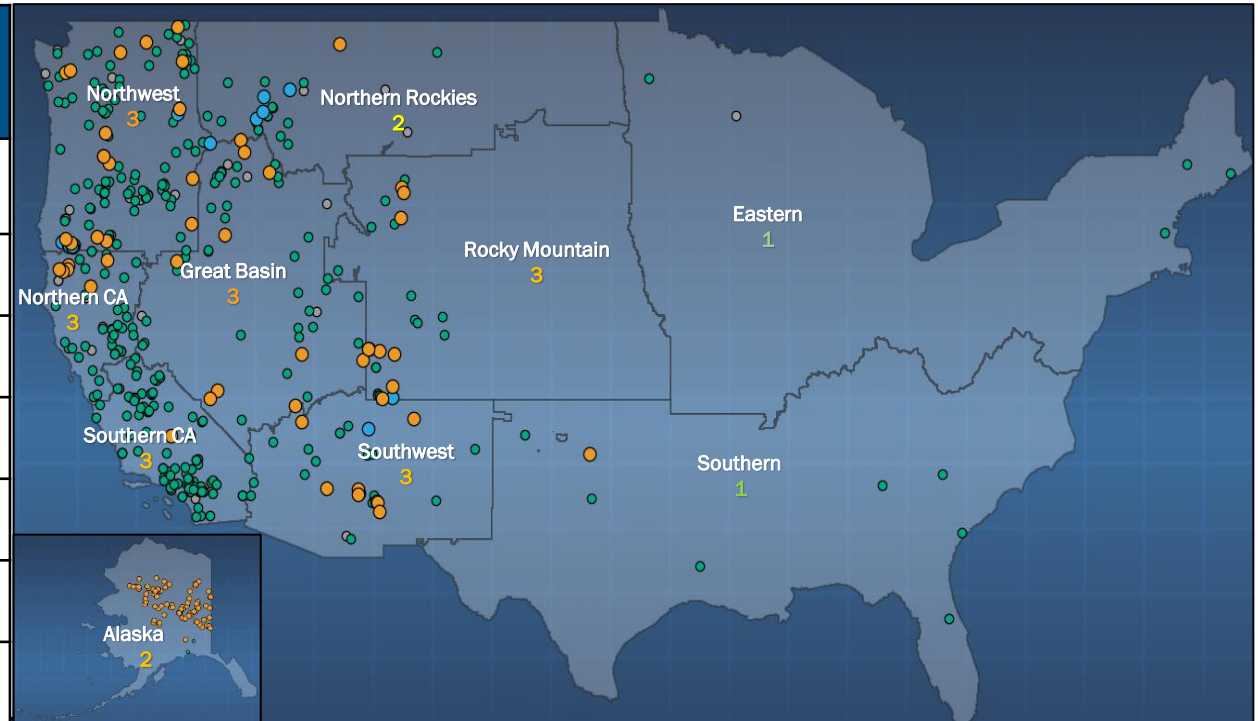 Northwest
3
Northern Rockies
2
Eastern
1
Rocky Mountain
3
Great Basin
3
Northern CA
3
Southern CA
3
Southwest
3
Southern
1
Alaska
2